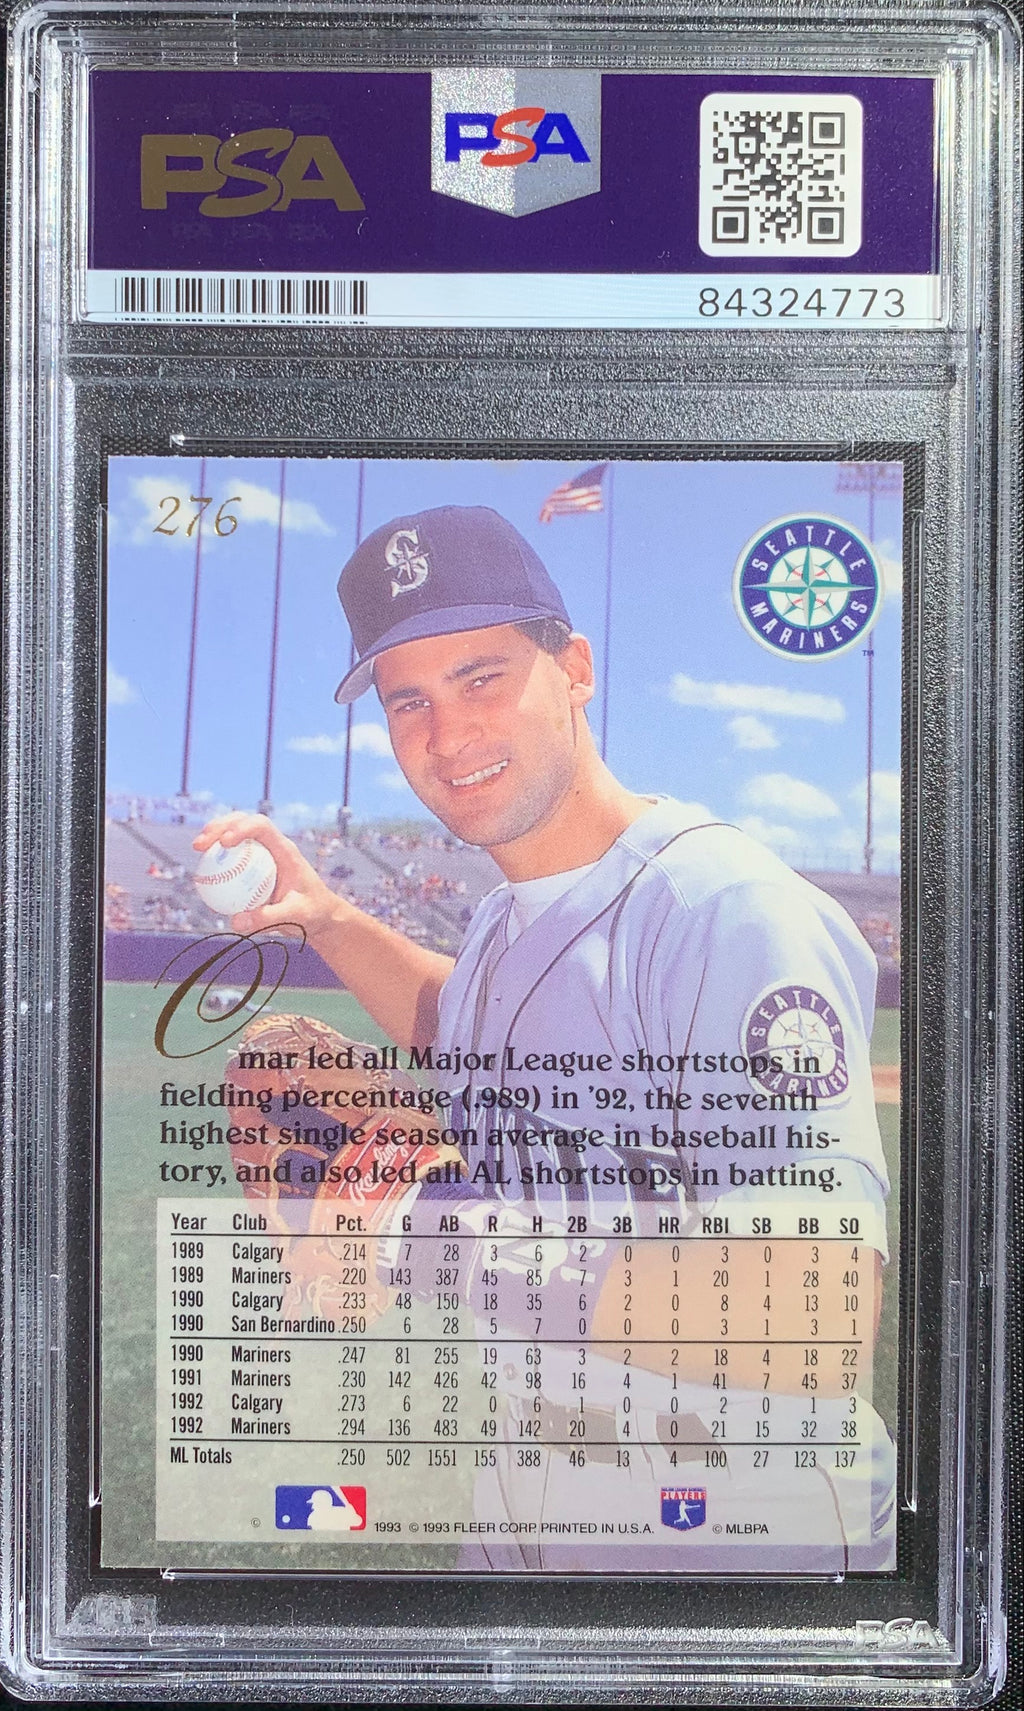 PSA
PSA
84324773
276
SEATTLE
MARINERS
TM
SEATTLE
MARINERS
Omar led all Major League shortstops in
fielding percentage (.989) in '92, the seventh
highest single season average in baseball his-
tory, and also led all AL shortstops in batting.
Rawlings
Year Club Pct. G AB R H 2B 3B HR RBI SB BB SO
1989 Calgary .214 7 28 3 6 2 0 0 3 0 3 4
1989 Mariners .220 143 387 45 85 7 3 1 20 1 28 40
1990 Calgary .233 48 150 18 35 6 2 0 8 4 13 10
1990 San Bernardino .250 6 28 5 7 0 0 0 3 1 3 1
1990 Mariners .247 81 255 19 63 3 2 2 18 4 18 22
1991 Mariners .230 142 426 42 98 16 4 1 41 7 45 37
1992 Calgary .273 6 22 0 6 1 0 0 2 0 1 3
1992 Mariners .294 136 483 49 142 20 4 0 21 15 32 38
ML Totals .250 502 1551 155 388 46 13 4 100 27 123 137
© 1993 © 1993 FLEER CORP. PRINTED IN U.S.A. PLAYERS © MLBPA
PSA